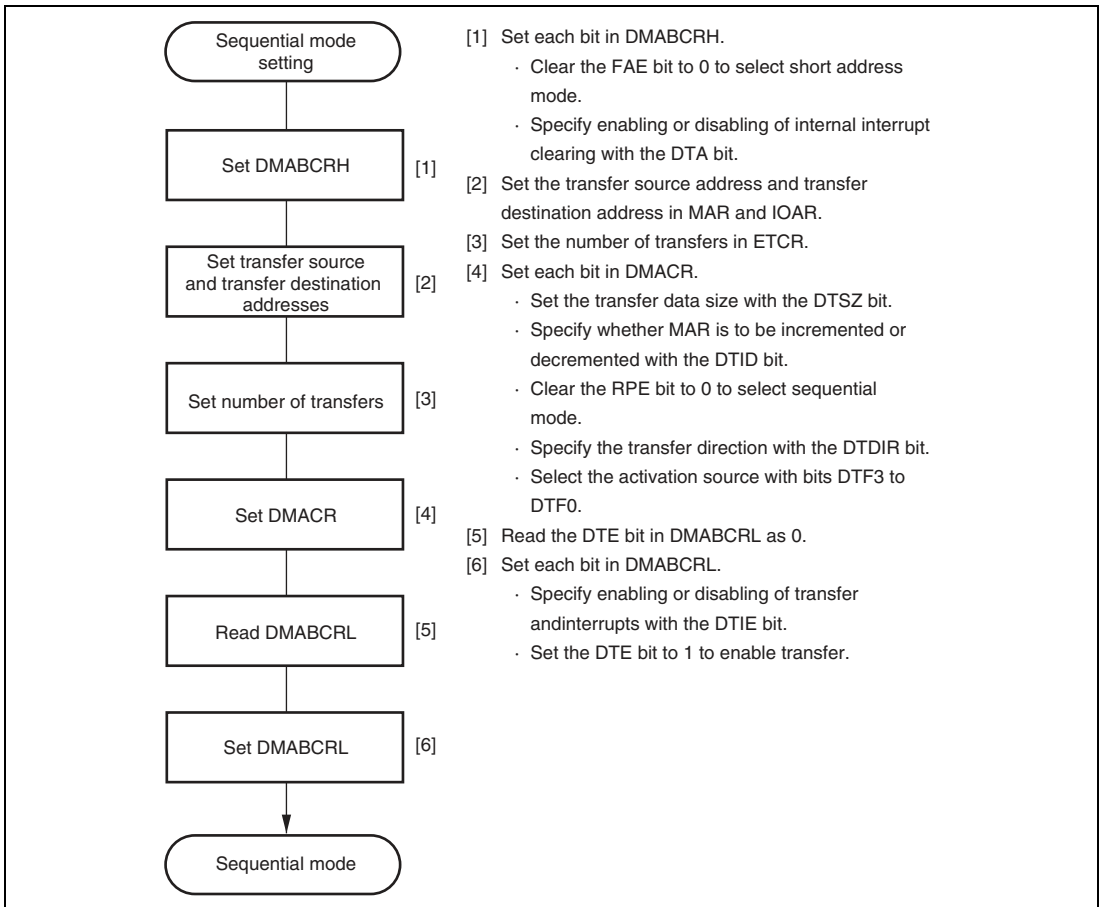 Sequential mode
setting
Set DMABCRH
[1]
Set transfer source
and transfer destination
addresses
[2]
Set number of transfers
[3]
Set DMACR
[4]
Read DMABCRL
[5]
Set DMABCRL
[6]
Sequential mode
[1] Set each bit in DMABCRH.
· Clear the FAE bit to 0 to select short address
mode.
· Specify enabling or disabling of internal interrupt
clearing with the DTA bit.
[2] Set the transfer source address and transfer
destination address in MAR and IOAR.
[3] Set the number of transfers in ETCR.
[4] Set each bit in DMACR.
· Set the transfer data size with the DTSZ bit.
· Specify whether MAR is to be incremented or
decremented with the DTID bit.
· Clear the RPE bit to 0 to select sequential
mode.
· Specify the transfer direction with the DTDIR bit.
· Select the activation source with bits DTF3 to
DTF0.
[5] Read the DTE bit in DMABCRL as 0.
[6] Set each bit in DMABCRL.
· Specify enabling or disabling of transfer
andinterrupts with the DTIE bit.
· Set the DTE bit to 1 to enable transfer.